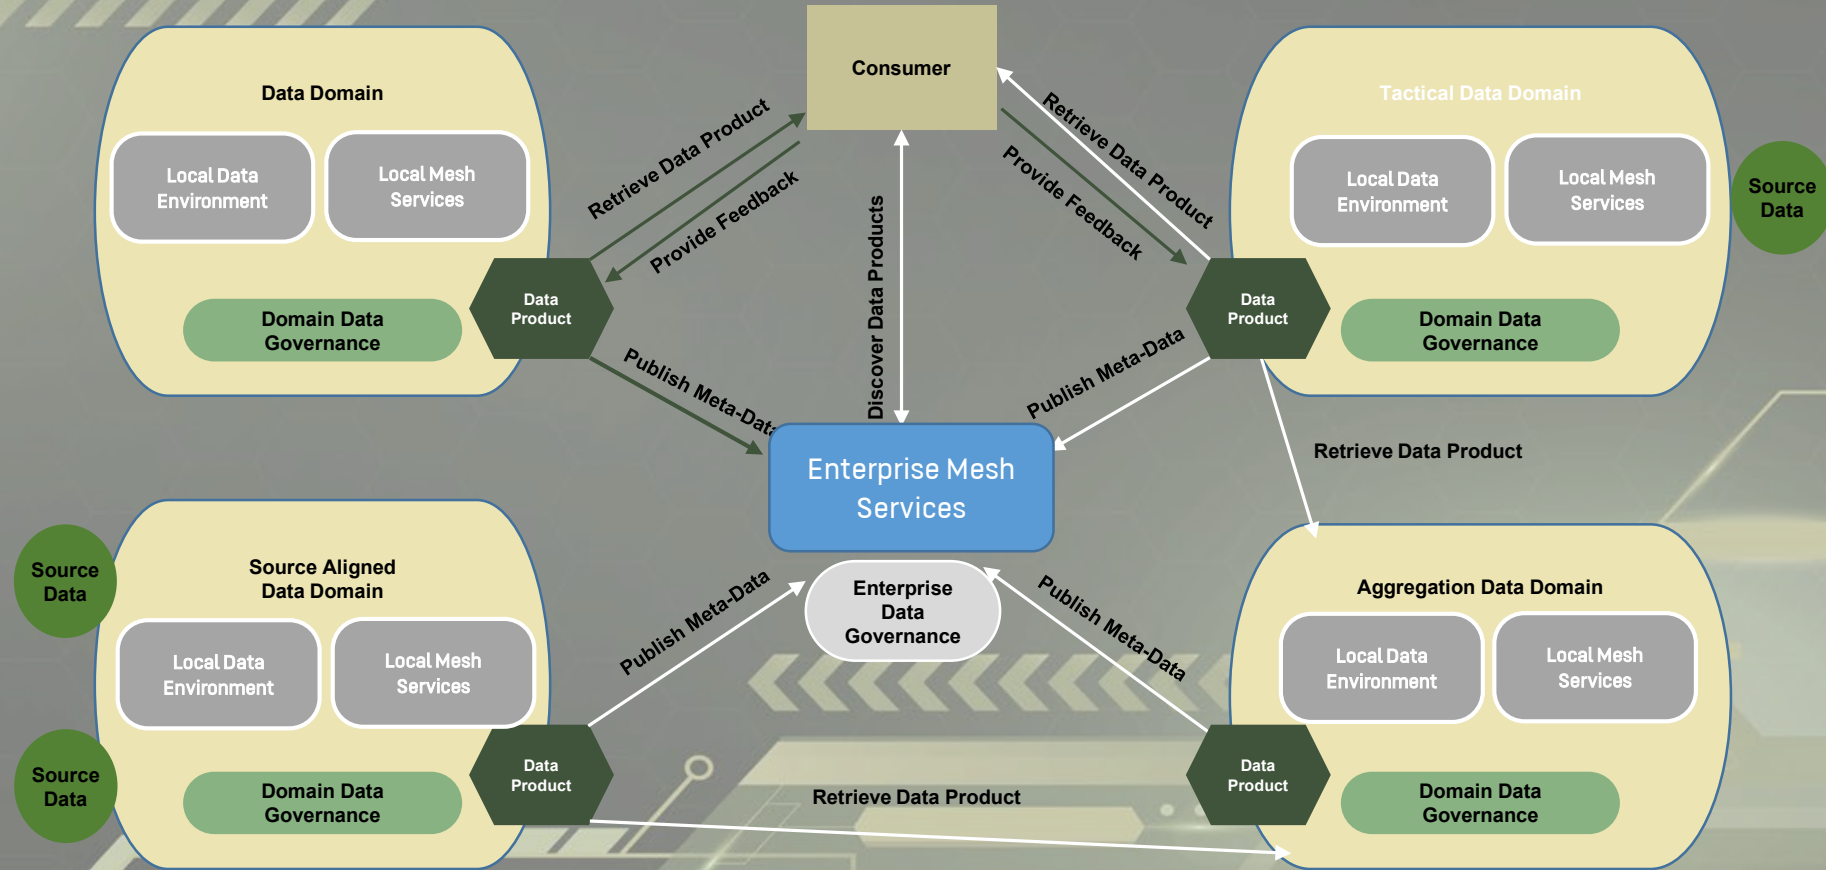 Consumer
Data Domain
Local Data
Environment
Local Mesh
Services
Domain Data
Governance
Data
Product
Retrieve Data Product
Provide Feedback
Publish Meta-Data
Discover Data Products
Retrieve Data Product
Provide Feedback
Publish Meta-Data
Tactical Data Domain
Local Data
Environment
Local Mesh
Services
Source
Data
Data
Product
Domain Data
Governance
Retrieve Data Product
Enterprise Mesh
Services
Enterprise
Data
Governance
Source
Data
Source Aligned
Data Domain
Local Data
Environment
Local Mesh
Services
Source
Data
Domain Data
Governance
Data
Product
Publish Meta-Data
Publish Meta-Data
Retrieve Data Product
Aggregation Data Domain
Local Data
Environment
Local Mesh
Services
Data
Product
Domain Data
Governance